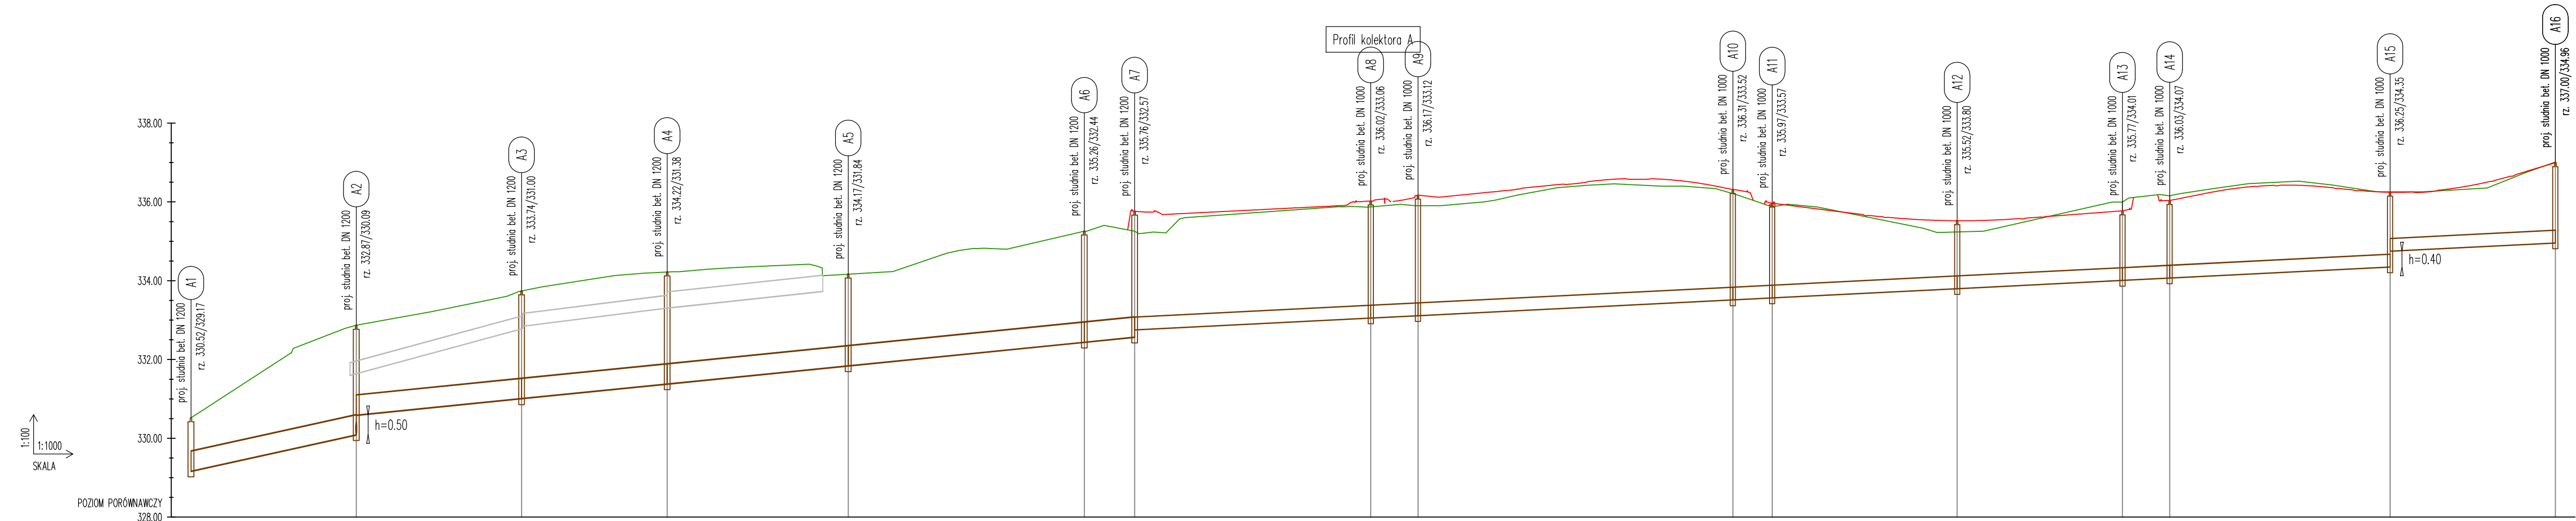 Profil kolektora A
A1
proj. studnia bet. DN 1200
rz. 330.52/329.17
A2
proj. studnia bet. DN 1200
rz. 332.87/330.09
A3
proj. studnia bet. DN 1200
rz. 333.74/331.00
A4
proj. studnia bet. DN 1200
rz. 334.22/331.38
A5
proj. studnia bet. DN 1200
rz. 334.17/331.84
A6
proj. studnia bet. DN 1200
rz. 335.26/332.44
A7
proj. studnia bet. DN 1200
rz. 335.76/332.57
A8
proj. studnia bet. DN 1000
rz. 336.02/333.06
A9
proj. studnia bet. DN 1000
rz. 336.17/333.12
A10
proj. studnia bet. DN 1000
rz. 336.31/333.52
A11
proj. studnia bet. DN 1000
rz. 335.97/333.57
A12
proj. studnia bet. DN 1000
rz. 335.52/333.80
A13
proj. studnia bet. DN 1000
rz. 335.77/334.01
A14
proj. studnia bet. DN 1000
rz. 336.03/334.07
A15
proj. studnia bet. DN 1000
rz. 336.25/334.35
A16
proj. studnia bet. DN 1000
rz. 337.00/334.96
338.00
336.00
334.00
332.00
330.00
328.00
h=0.50
h=0.40
1:100
1:1000
SKALA
POZIOM PORÓWNAWCZY